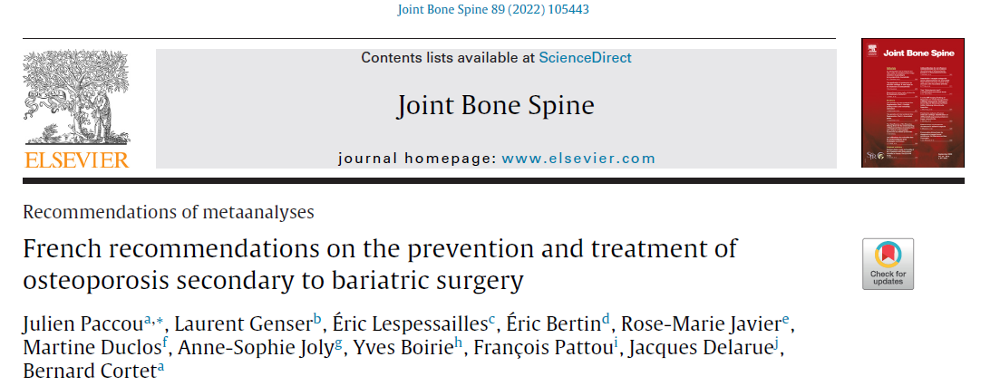 Joint Bone Spine 89 (2022) 105443
Contents lists available at ScienceDirect
Joint Bone Spine
journal homepage: www.elsevier.com
ELSEVIER
Joint Bone Spine
Recommendations of metaanalyses
French recommendations on the prevention and treatment of
osteoporosis secondary to bariatric surgery
Check for
updates
Julien Paccouᵃ,*, Laurent Genserᵇ, Éric Lespessaillesᶜ, Éric Bertinᵈ, Rose-Marie Javierᵉ,
Martine Duclosᶠ, Anne-Sophie Jolyᵍ, Yves Boirieʰ, François Pattouⁱ, Jacques Delarueʲ,
Bernard Cortetᵃ